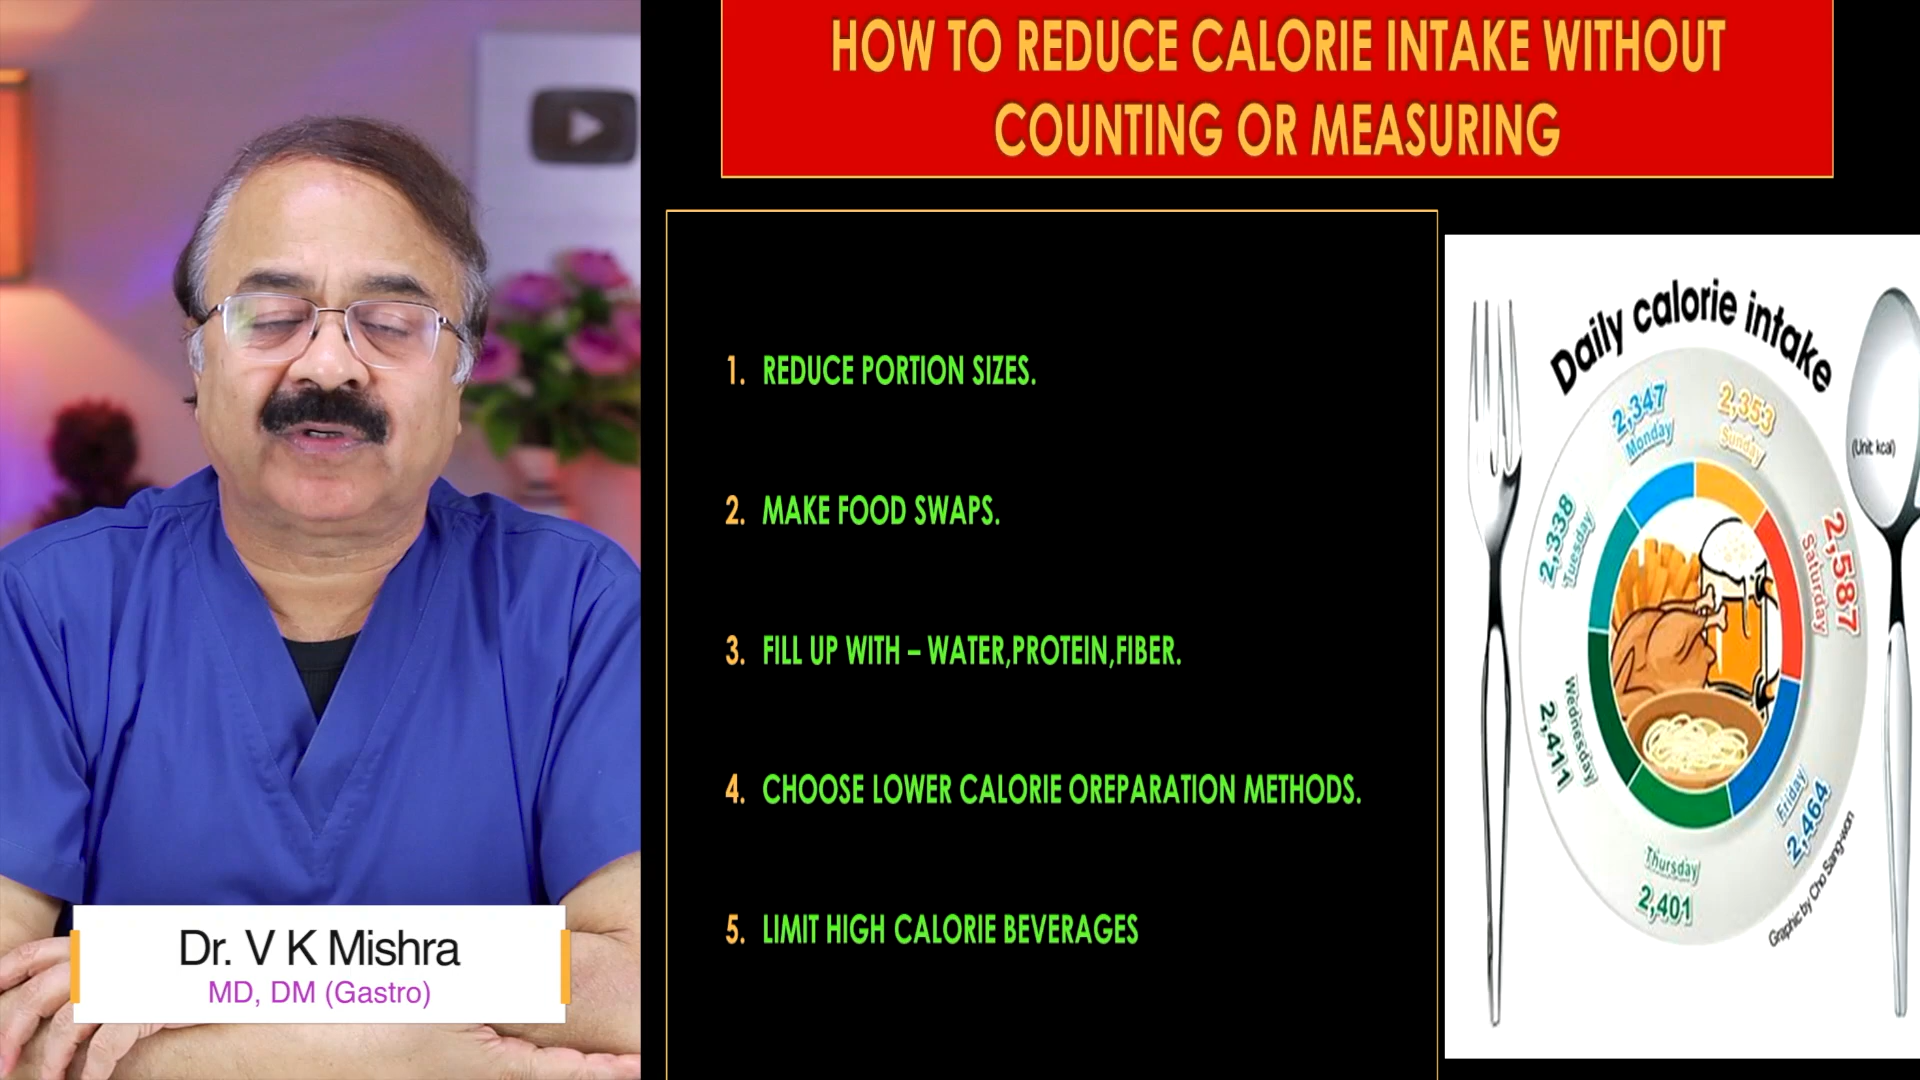 HOW TO REDUCE CALORIE INTAKE WITHOUT
COUNTING OR MEASURING
1. REDUCE PORTION SIZES.
2. MAKE FOOD SWAPS.
3. FILL UP WITH – WATER,PROTEIN,FIBER.
4. CHOOSE LOWER CALORIE OREPARATION METHODS.
5. LIMIT HIGH CALORIE BEVERAGES
Dr. V K Mishra
MD, DM (Gastro)
Daily calorie intake
(Unit: kcal)
2,347
Monday
2,353
Sunday
2,338
Tuesday
2,587
Saturday
Wednesday
2,411
Friday
2,464
Thursday
2,401
Graphic by Cho Sang-won